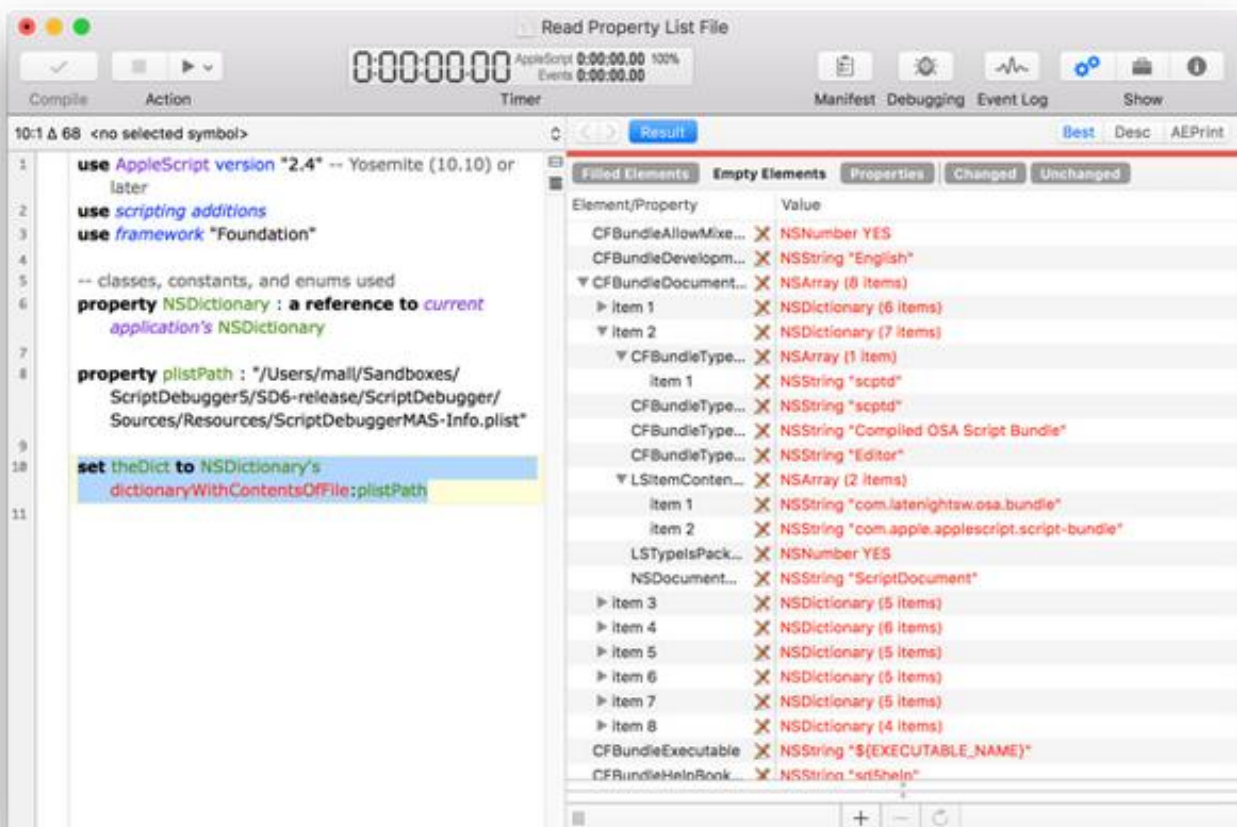 Read Property List File
0:00:00.00 AppleScript 0:00:00.00 100%
Events 0:00:00.00
Compile Action Timer Manifest Debugging Event Log Show
10:1 Δ 68 <no selected symbol>
Result
Best Desc AEPrint
1 use AppleScript version "2.4" -- Yosemite (10.10) or
later
2 use scripting additions
3 use framework "Foundation"
4
5 -- classes, constants, and enums used
6 property NSDictionary : a reference to current
application's NSDictionary
7
8 property plistPath : "/Users/mall/Sandboxes/
ScriptDebugger5/SD6-release/ScriptDebugger/
Sources/Resources/ScriptDebuggerMAS-Info.plist"
9
10 set theDict to NSDictionary's
dictionaryWithContentsOfFile:plistPath
11
Filled Elements Empty Elements Properties Changed Unchanged
Element/Property Value
CFBundleAllowMixe... NSNumber YES
CFBundleDevelopm... NSString "English"
CFBundleDocument... NSArray (8 items)
item 1 NSDictionary (6 items)
item 2 NSDictionary (7 items)
CFBundleType... NSArray (1 item)
item 1 NSString "scptd"
CFBundleType... NSString "scptd"
CFBundleType... NSString "Compiled OSA Script Bundle"
CFBundleType... NSString "Editor"
LSItemConten... NSArray (2 items)
item 1 NSString "com.latenightsw.osa.bundle"
item 2 NSString "com.apple.applescript.script-bundle"
LSTypeIsPack... NSNumber YES
NSDocument... NSString "ScriptDocument"
item 3 NSDictionary (5 items)
item 4 NSDictionary (6 items)
item 5 NSDictionary (5 items)
item 6 NSDictionary (5 items)
item 7 NSDictionary (5 items)
item 8 NSDictionary (4 items)
CFBundleExecutable NSString "${EXECUTABLE_NAME}"
CFBundleHelpBook... NSString "sd5help"